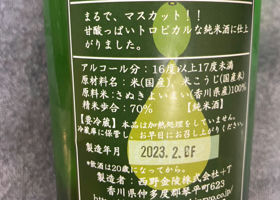 まるで、マスカット！！
甘酸っぱいトロピカルな純米酒に仕上
がりました。
アルコール分：16度以上17度未満
原材料名：米(国産)、米こうじ(国産米)
原料米：さぬきよいまい(香川県産)100%
精米歩合：70% 【純米酒】
【要冷蔵】本品は加熱処理をしていません。
冷蔵庫に保管し、お早目にお召し上がりください。
製造年月 2023.2.
•飲酒は20歳になってから。
製造者：西野金陵株式会社＋T
香川県仲多度郡琴平町623